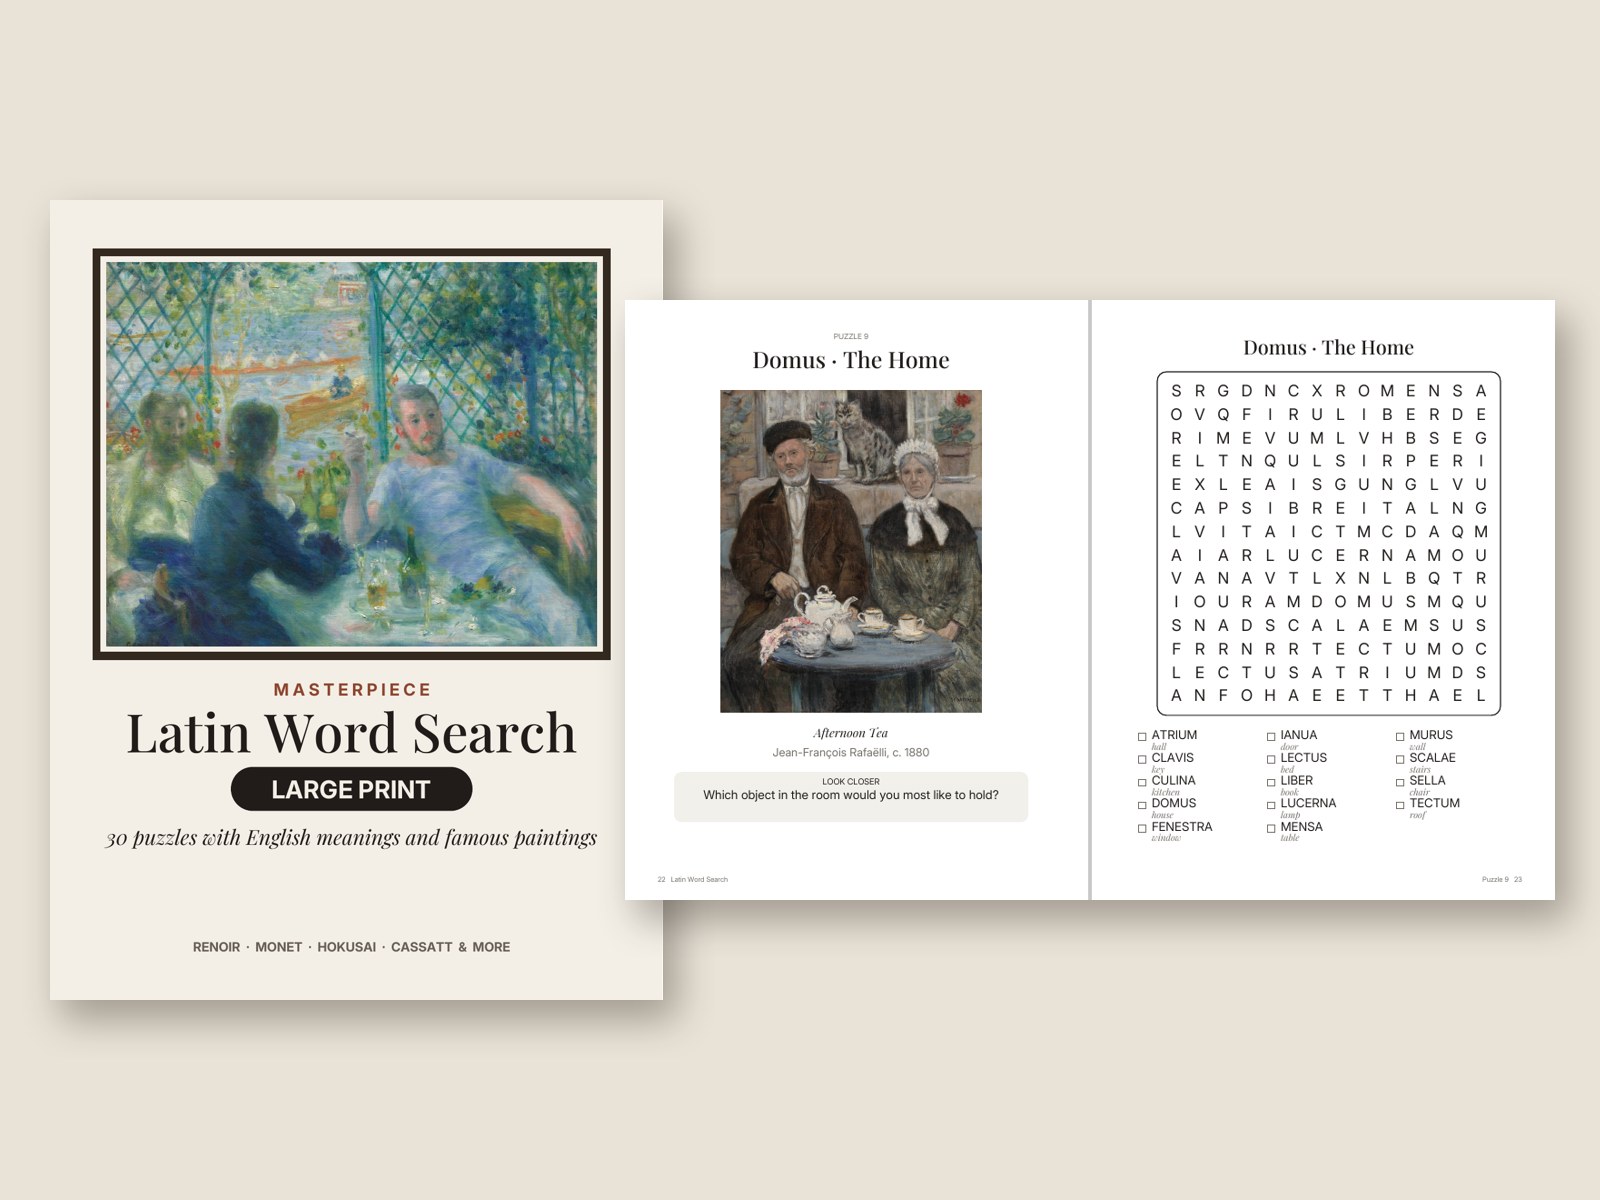 MASTERPIECE
Latin Word Search
LARGE PRINT
30 puzzles with English meanings and famous paintings
RENOIR · MONET · HOKUSAI · CASSATT & MORE
PUZZLE 9
Domus · The Home
Afternoon Tea
Jean-François Rafaëlli, c. 1880
LOOK CLOSER
Which object in the room would you most like to hold?
22 Latin Word Search
Domus · The Home
S R G D N C X R O M E N S A
O V Q F I R U L I B E R D E
R I M E V U M L V H B S E G
E L T N Q U L S I R P E R I
E X L E A I S G U N G L V U
C A P S I B R E I T A L N G
L V I T A I C T M C D A Q M
A I A R L U C E R N A M O U
V A N A V T L X N L B Q T R
I O U R A M D O M U S M Q U
S N A D S C A L A E M S U S
F R R N R R T E C T U M O C
L E C T U S A T R I U M D S
A N F O H A E E T T H A E L
ATRIUM
hall
CLAVIS
key
CULINA
kitchen
DOMUS
house
FENESTRA
window
IANUA
door
LECTUS
bed
LIBER
book
LUCERNA
lamp
MENSA
table
MURUS
wall
SCALAE
stairs
SELLA
chair
TECTUM
roof
Puzzle 9 23